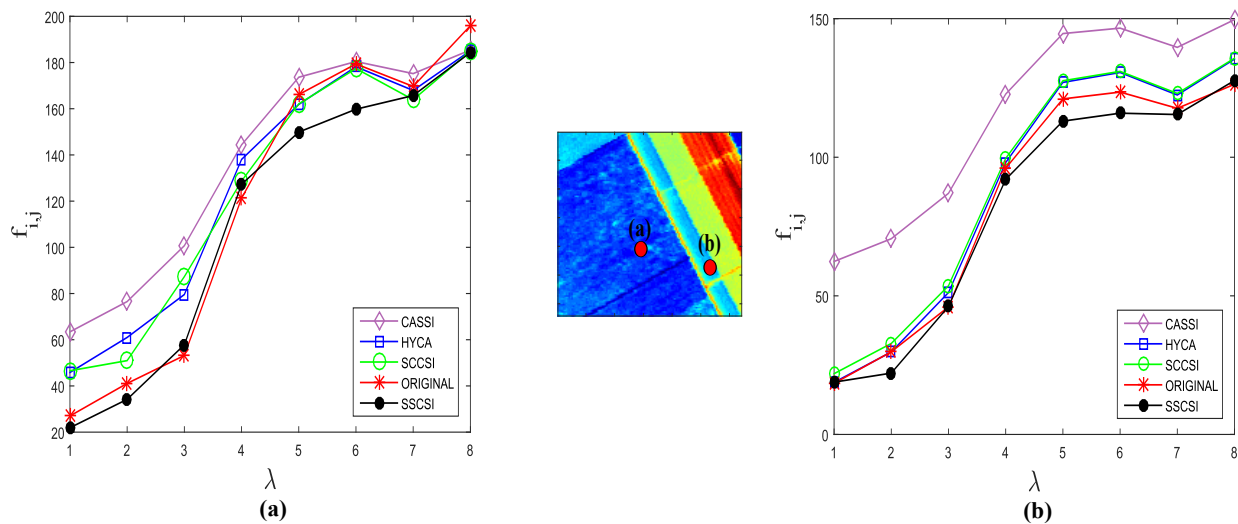 200
180
160
140
120
100
80
60
40
20
f i,j
CASSI
HYCA
SCCSI
ORIGINAL
SSCSI
1 2 3 4 5 6 7 8
λ
(a)
(a)
(b)
150
100
50
0
f i,j
CASSI
HYCA
SCCSI
ORIGINAL
SSCSI
1 2 3 4 5 6 7 8
λ
(b)